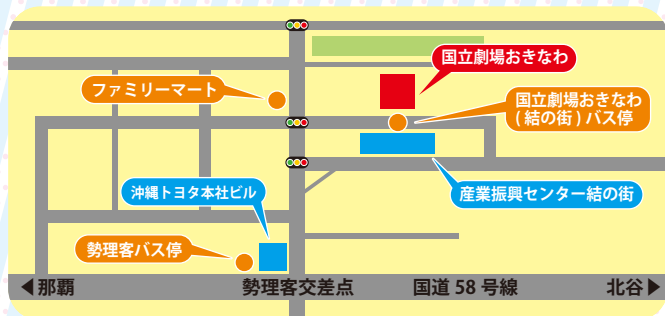 国立劇場おきなわ
ファミリーマート
国立劇場おきなわ
(結の街)バス停
沖縄トヨタ本社ビル
産業振興センター結の街
勢理客バス停
◀那覇
勢理客交差点
国道 58 号線
北谷▶